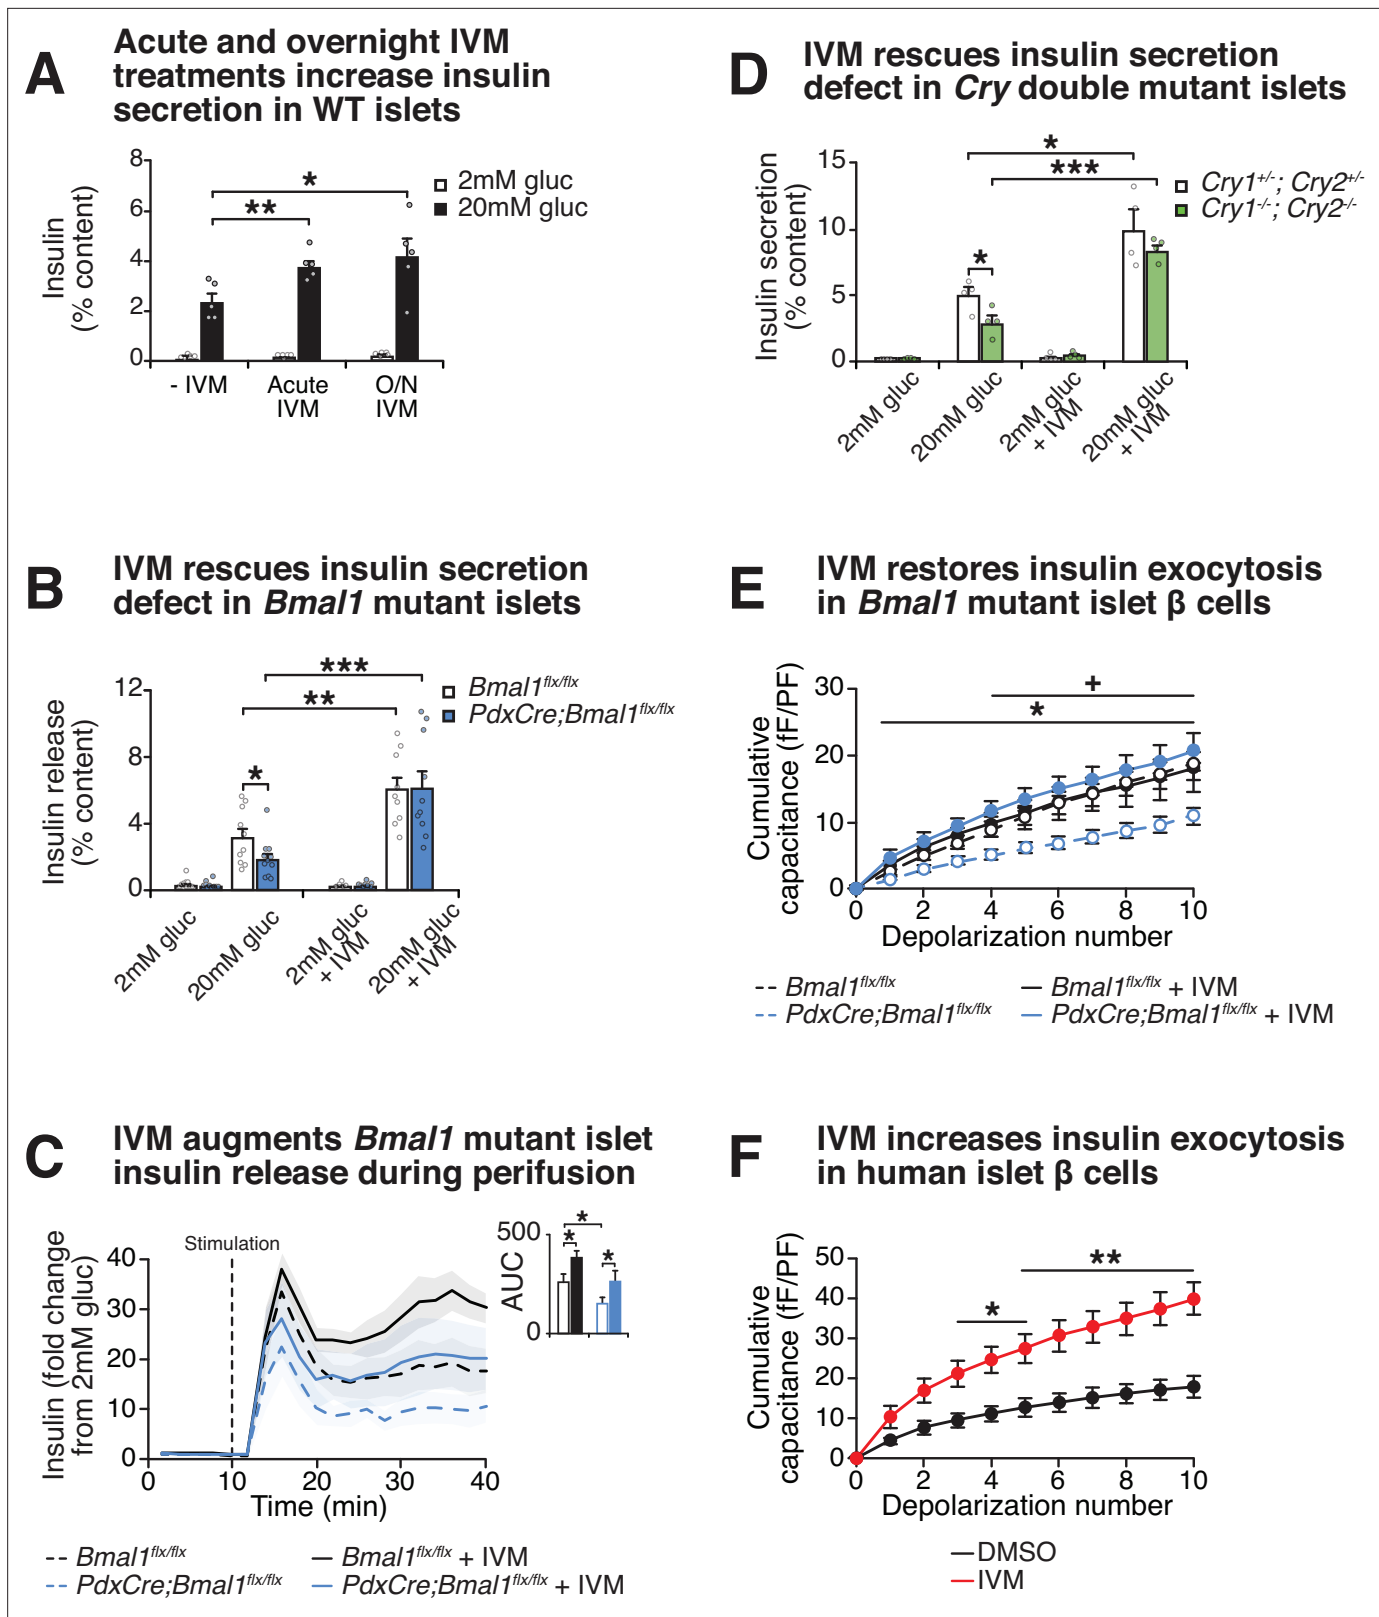 A
Acute and overnight IVM
treatments increase insulin
secretion in WT islets
Insulin
(% content)
8
6
4
2
0
*
**
2mM gluc
20mM gluc
- IVM
Acute
IVM
O/N
IVM
B
IVM rescues insulin secretion
defect in Bmal1 mutant islets
Insulin release
(% content)
12
8
4
0
***
**
*
Bmal1flx/flx
PdxCre;Bmal1flx/flx
2mM gluc
20mM gluc
2mM gluc
+ IVM
20mM gluc
+ IVM
C
IVM augments Bmal1 mutant islet
insulin release during perifusion
Insulin (fold change
from 2mM gluc)
40
30
20
10
0
Stimulation
0
10
20
30
40
Time (min)
AUC
500
0
*
*
*
-- Bmal1flx/flx
— Bmal1flx/flx + IVM
-- PdxCre;Bmal1flx/flx
— PdxCre;Bmal1flx/flx + IVM
D
IVM rescues insulin secretion
defect in Cry double mutant islets
Insulin secretion
(% content)
15
10
5
0
*
***
*
Cry1+/-; Cry2+/-
Cry1-/-; Cry2-/-
2mM gluc
20mM gluc
2mM gluc
+ IVM
20mM gluc
+ IVM
E
IVM restores insulin exocytosis
in Bmal1 mutant islet β cells
Cumulative
capacitance (fF/PF)
30
20
10
0
+
*
0
2
4
6
8
10
Depolarization number
-- Bmal1flx/flx
— Bmal1flx/flx + IVM
-- PdxCre;Bmal1flx/flx
— PdxCre;Bmal1flx/flx + IVM
F
IVM increases insulin exocytosis
in human islet β cells
Cumulative
capacitance (fF/PF)
50
40
30
20
10
0
*
**
0
2
4
6
8
10
Depolarization number
DMSO
IVM